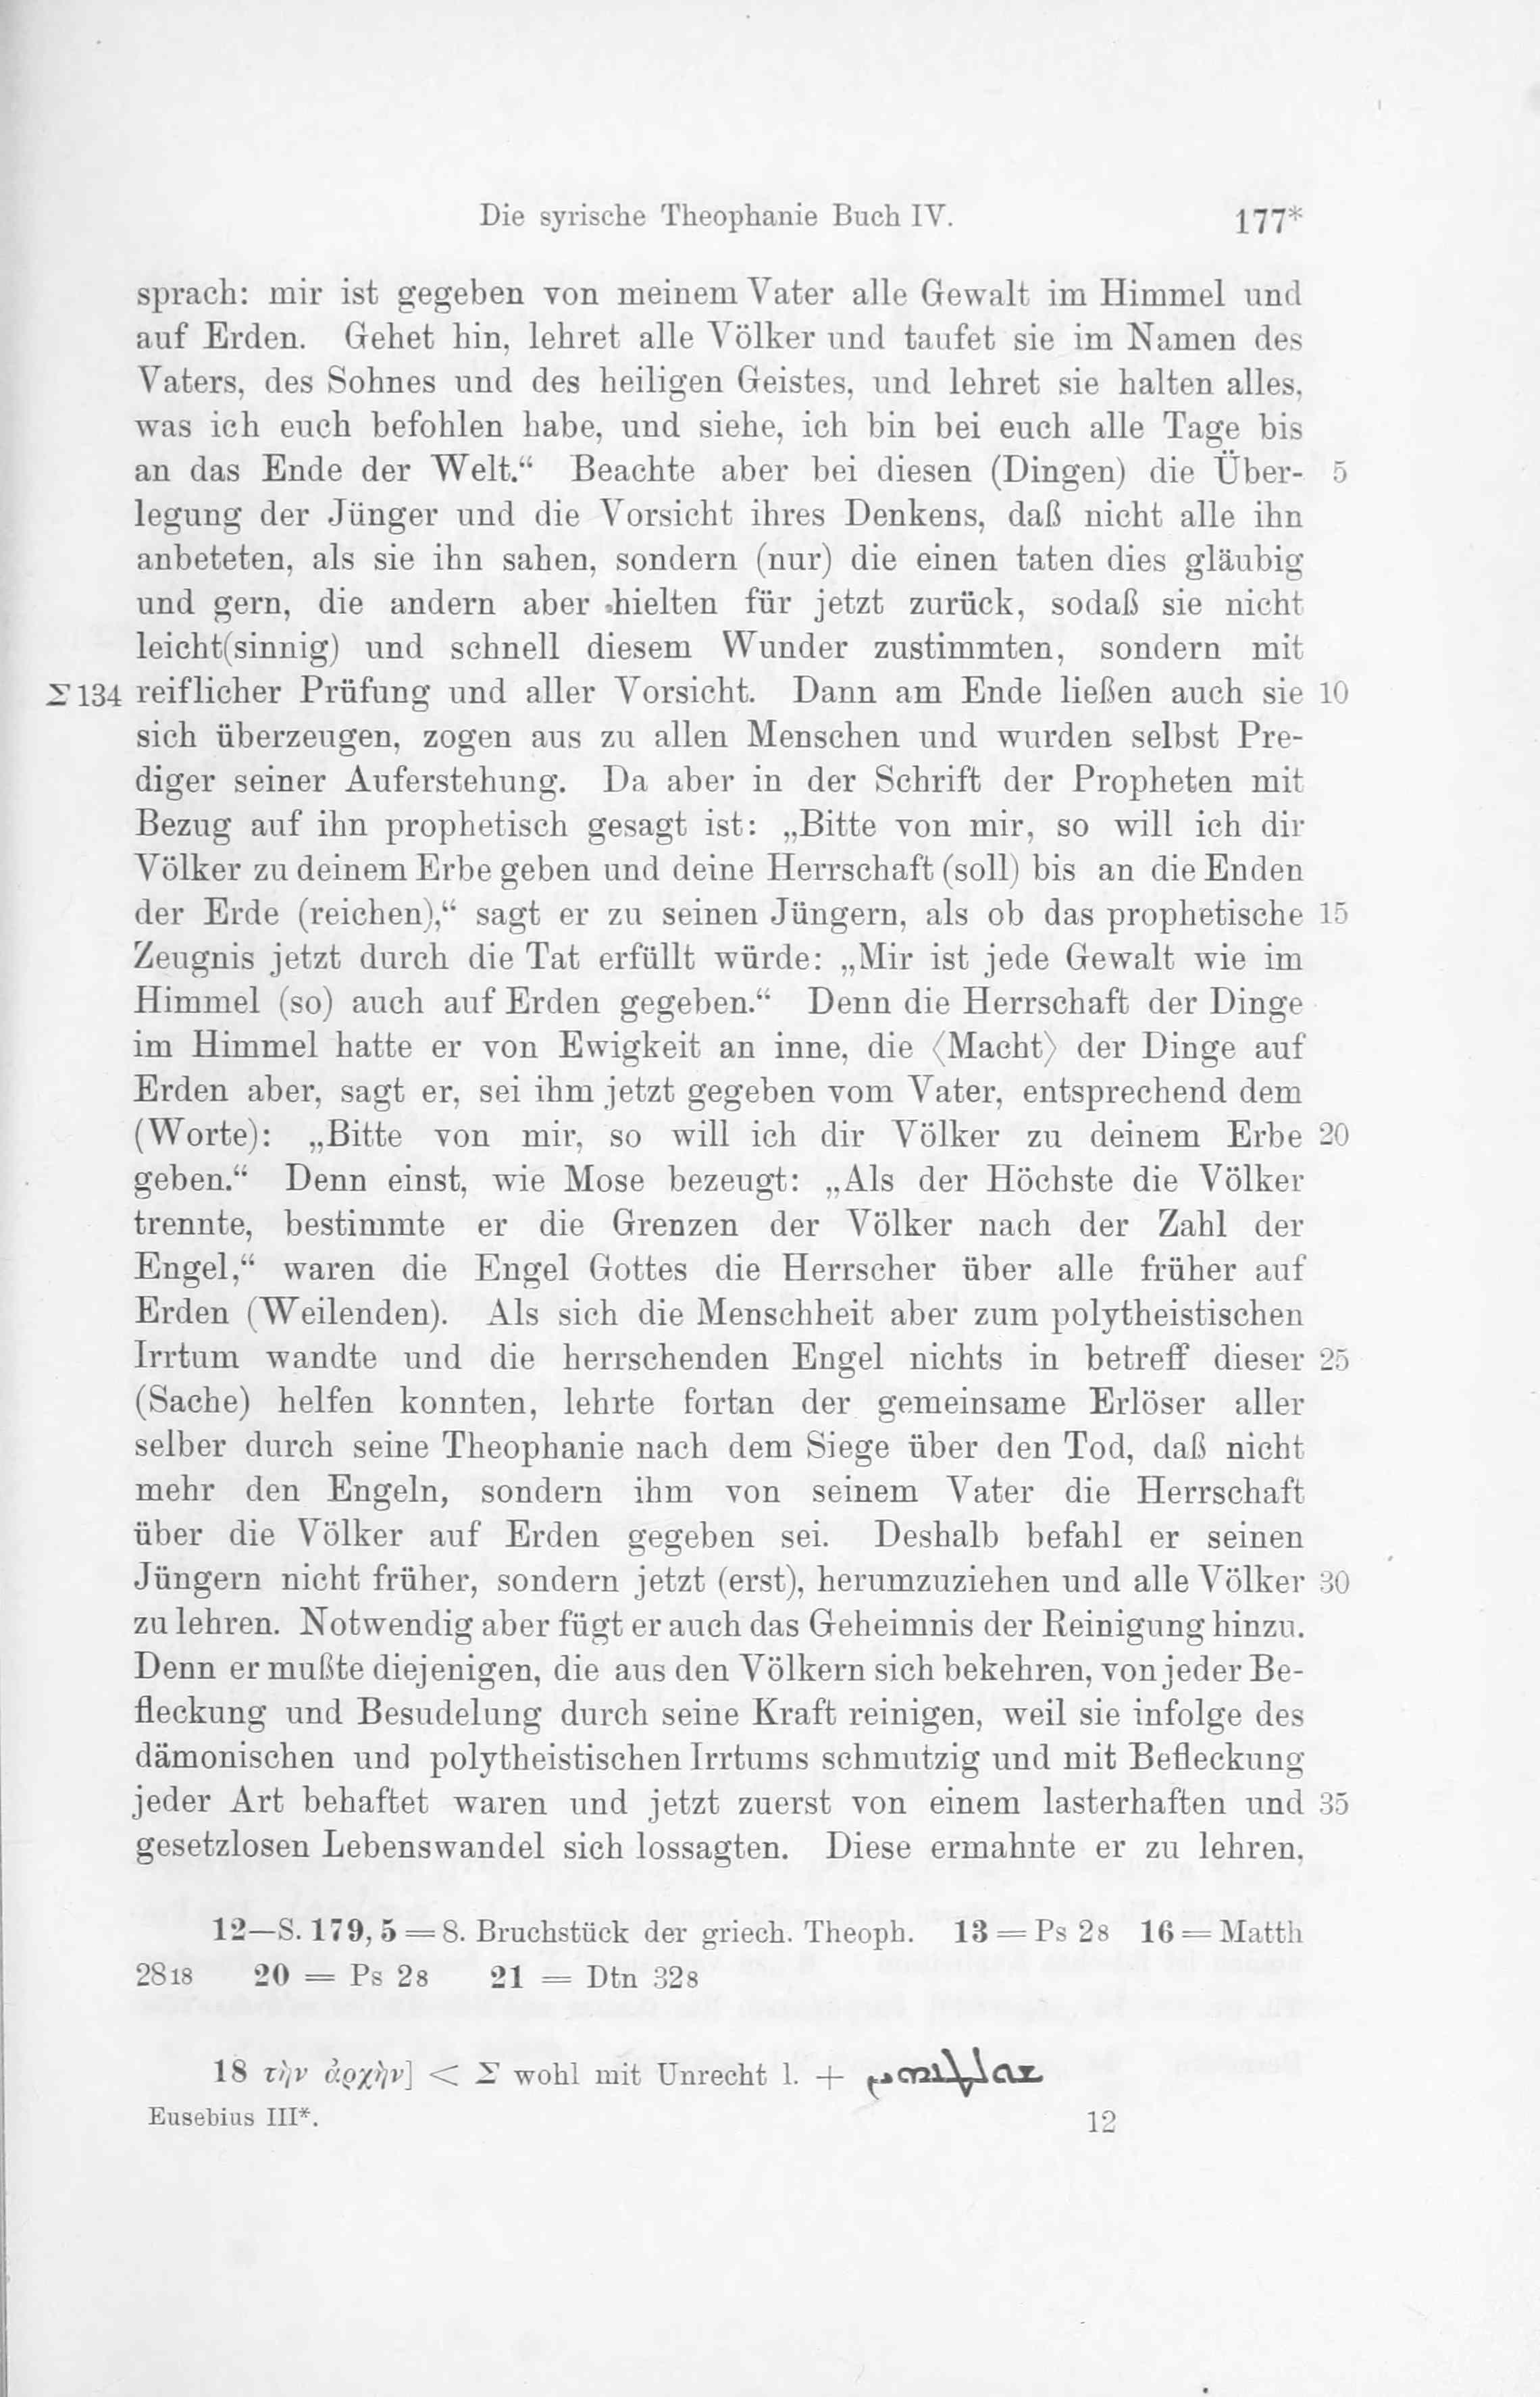 Die syrische Theophanie Buch IV. 177*
sprach: mir ist gegeben von meinem Vater alle Gewalt im Himmel und
auf Erden. Gehet hin, lehret alle Völker und taufet sie im Namen des
Vaters, des Sohnes und des heiligen Geistes, und lehret sie halten alles,
was ich euch befohlen habe, und siehe, ich bin bei euch alle Tage bis
an das Ende der Welt.“ Beachte aber bei diesen (Dingen) die Über- 5
legung der Jünger und die Vorsicht ihres Denkens, daß nicht alle ihn
anbeteten, als sie ihn sahen, sondern (nur) die einen taten dies gläubig
und gern, die andern aber hielten für jetzt zurück, sodaß sie nicht
leicht(sinnig) und schnell diesem Wunder zustimmten, sondern mit
Σ 134 reiflicher Prüfung und aller Vorsicht. Dann am Ende ließen auch sie 10
sich überzeugen, zogen aus zu allen Menschen und wurden selbst Pre-
diger seiner Auferstehung. Da aber in der Schrift der Propheten mit
Bezug auf ihn prophetisch gesagt ist: „Bitte von mir, so will ich dir
Völker zu deinem Erbe geben und deine Herrschaft (soll) bis an die Enden
der Erde (reichen),“ sagt er zu seinen Jüngern, als ob das prophetische 15
Zeugnis jetzt durch die Tat erfüllt würde: „Mir ist jede Gewalt wie im
Himmel (so) auch auf Erden gegeben.“ Denn die Herrschaft der Dinge
im Himmel hatte er von Ewigkeit an inne, die ⟨Macht⟩ der Dinge auf
Erden aber, sagt er, sei ihm jetzt gegeben vom Vater, entsprechend dem
(Worte): „Bitte von mir, so will ich dir Völker zu deinem Erbe 20
geben.“ Denn einst, wie Mose bezeugt: „Als der Höchste die Völker
trennte, bestimmte er die Grenzen der Völker nach der Zahl der
Engel,“ waren die Engel Gottes die Herrscher über alle früher auf
Erden (Weilenden). Als sich die Menschheit aber zum polytheistischen
Irrtum wandte und die herrschenden Engel nichts in betreff dieser 25
(Sache) helfen konnten, lehrte fortan der gemeinsame Erlöser aller
selber durch seine Theophanie nach dem Siege über den Tod, daß nicht
mehr den Engeln, sondern ihm von seinem Vater die Herrschaft
über die Völker auf Erden gegeben sei. Deshalb befahl er seinen
Jüngern nicht früher, sondern jetzt (erst), herumzuziehen und alle Völker 30
zu lehren. Notwendig aber fügt er auch das Geheimnis der Reinigung hinzu.
Denn er mußte diejenigen, die aus den Völkern sich bekehren, von jeder Be-
fleckung und Besudelung durch seine Kraft reinigen, weil sie infolge des
dämonischen und polytheistischen Irrtums schmutzig und mit Befleckung
jeder Art behaftet waren und jetzt zuerst von einem lasterhaften und 35
gesetzlosen Lebenswandel sich lossagten. Diese ermahnte er zu lehren,
12—S. 179, 5 = 8. Bruchstück der griech. Theoph. 13 = Ps 2 8 16 = Matth
28 18 20 = Ps 2 8 21 = Dtn 32 8
18 τὴν ἀρχὴν] < Σ wohl mit Unrecht l. +
Eusebius III*. 12